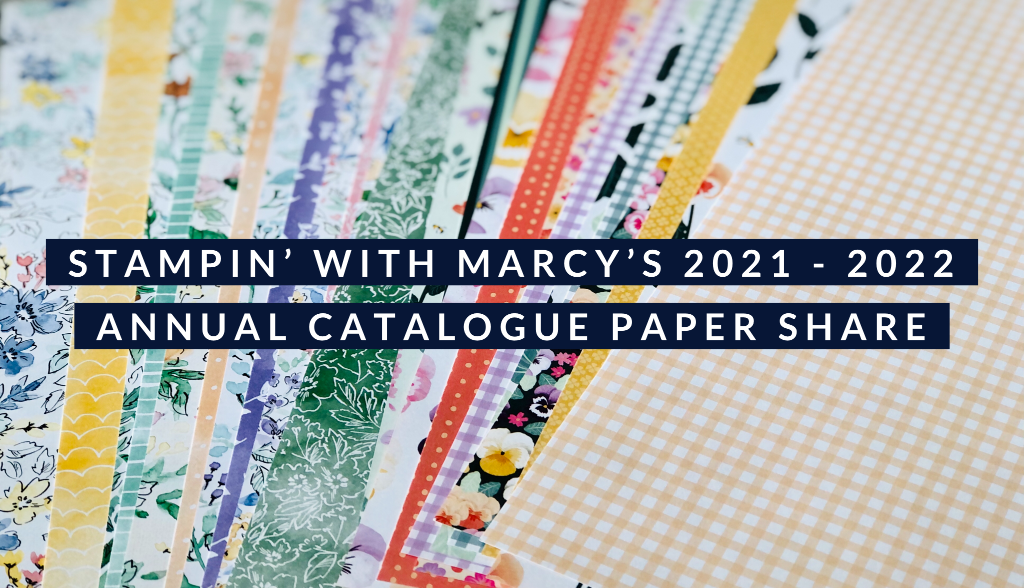 STAMPIN’ WITH MARCY’S 2021 - 2022
ANNUAL CATALOGUE PAPER SHARE